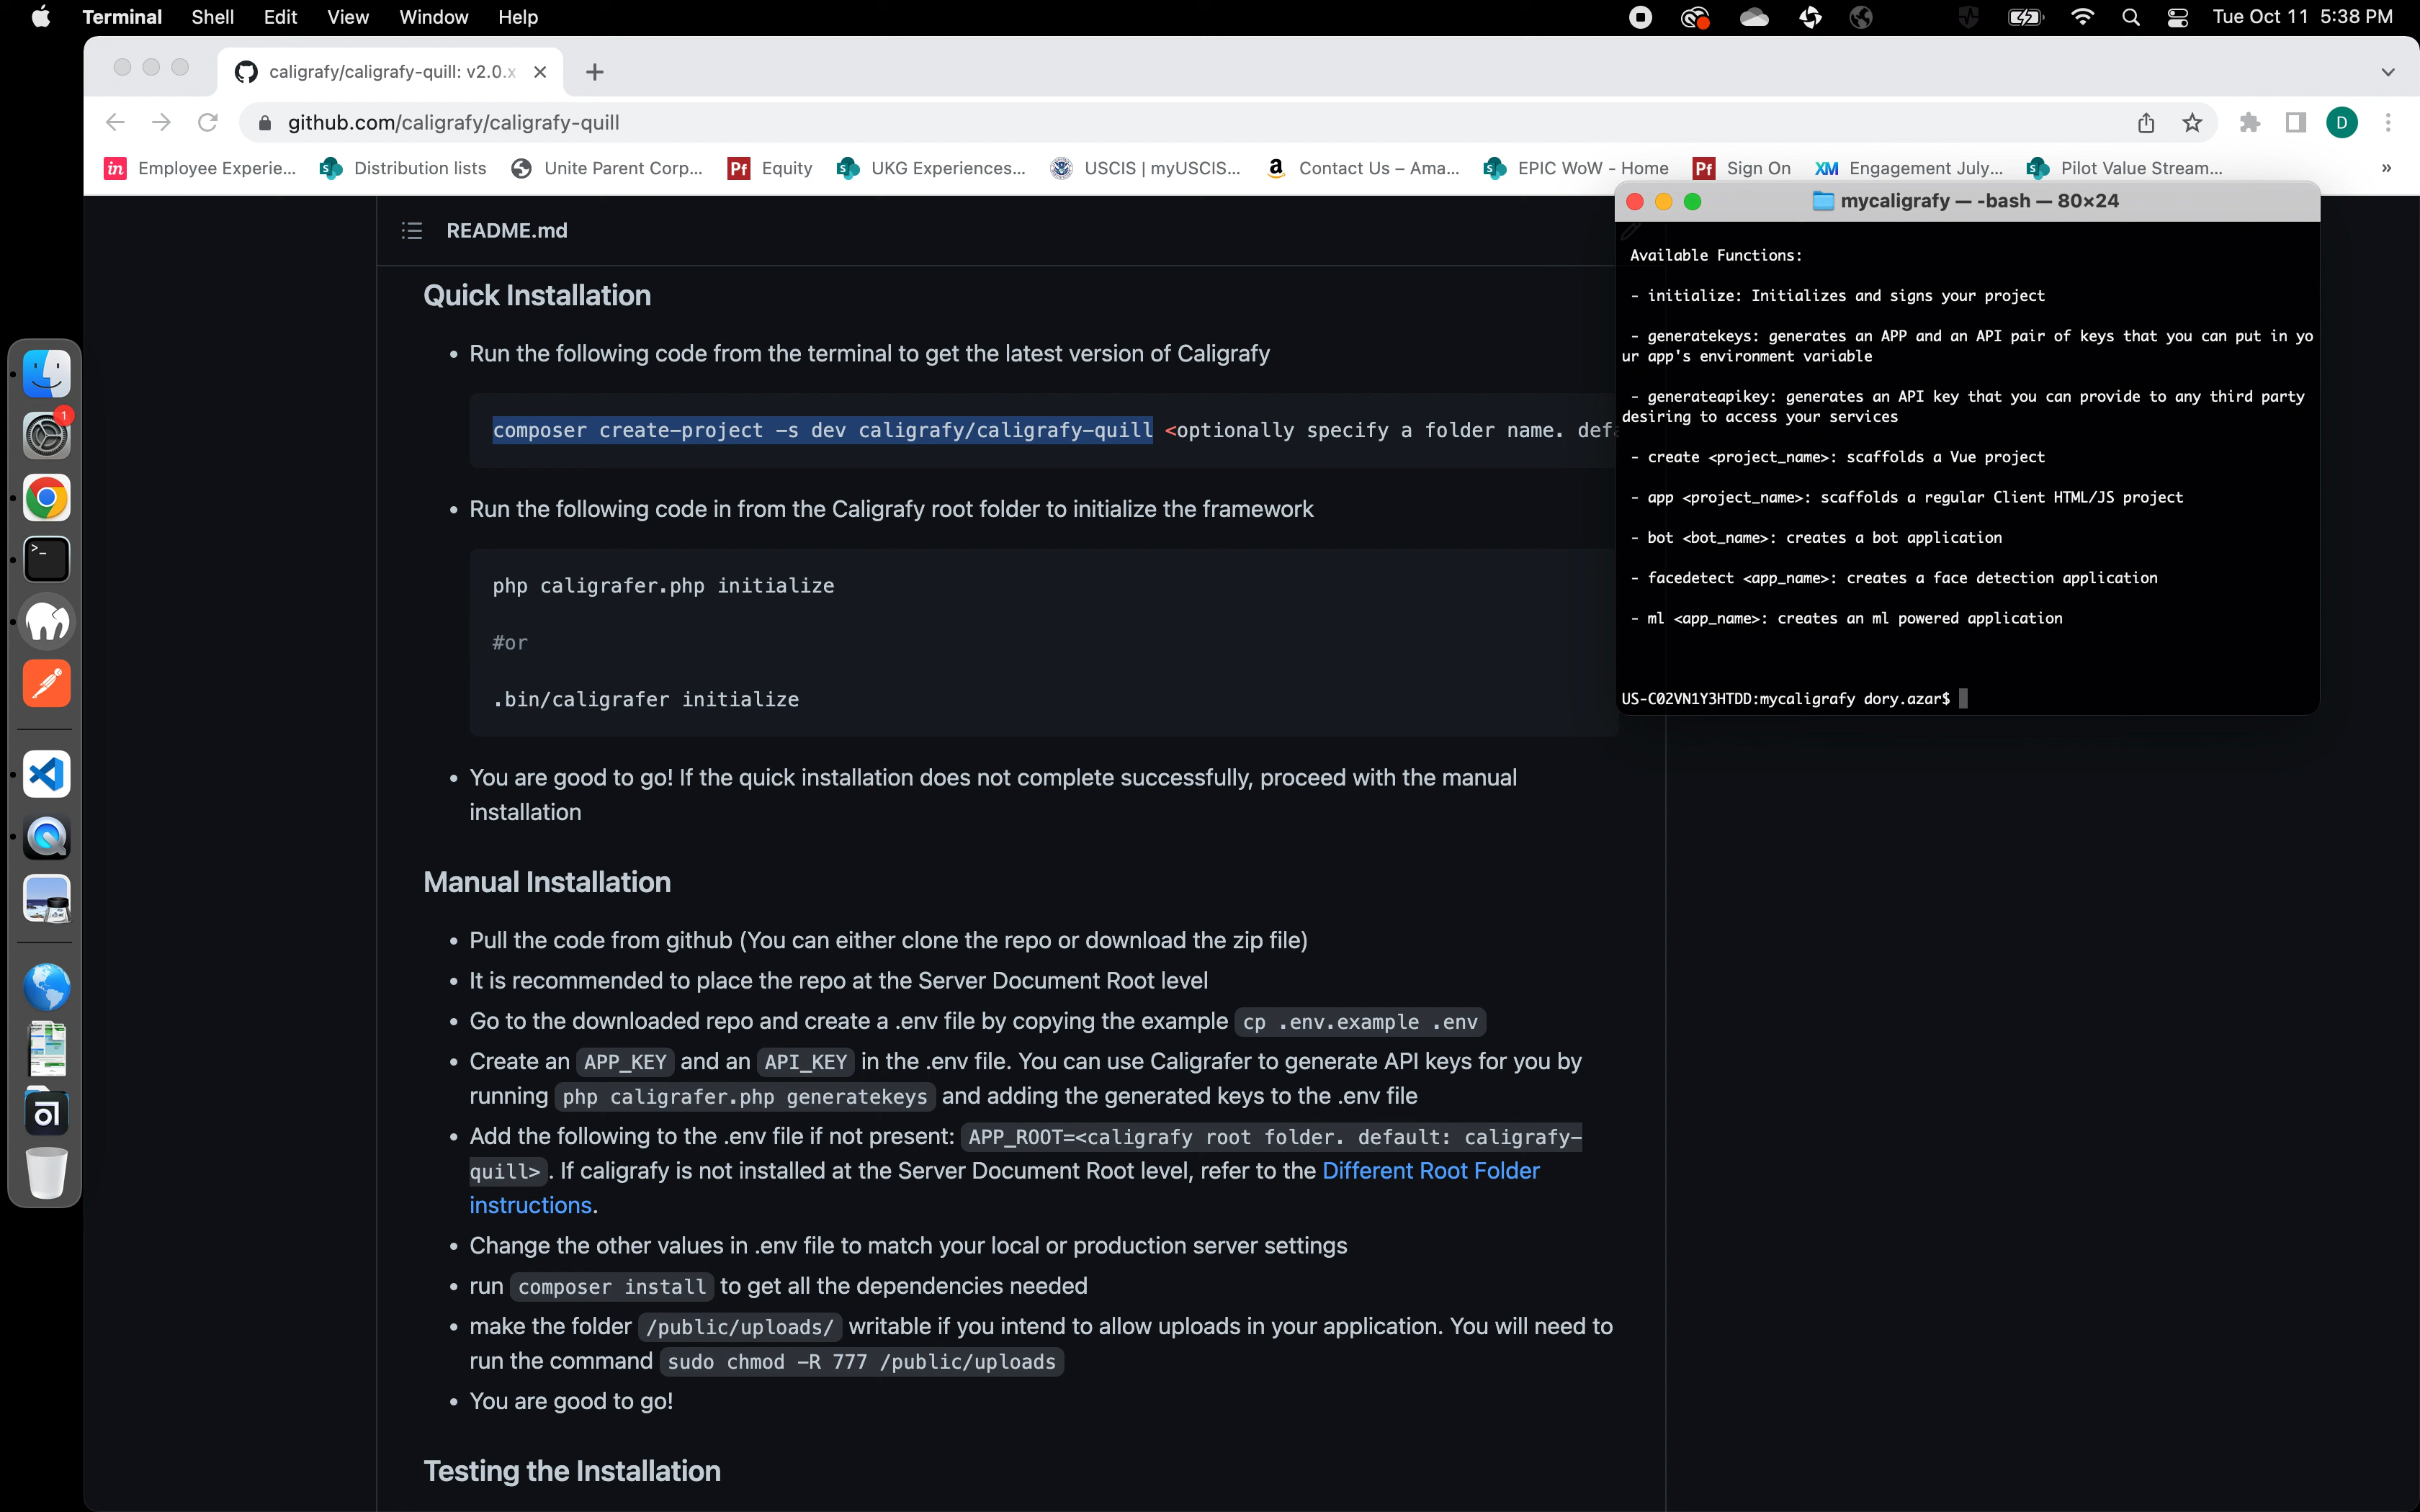 Terminal Shell Edit View Window Help Tue Oct 11 5:38 PM
caligrafy/caligrafy-quill: v2.0.x
github.com/caligrafy/caligrafy-quill
D
in Employee Experie... Distribution lists Unite Parent Corp... Pf Equity UKG Experiences... USCIS | myUSCIS... a Contact Us – Ama... EPIC WoW - Home Pf Sign On XM Engagement July... Pilot Value Stream... »
README.md
Quick Installation
• Run the following code from the terminal to get the latest version of Caligrafy
composer create-project -s dev caligrafy/caligrafy-quill <optionally specify a folder name. defa
• Run the following code in from the Caligrafy root folder to initialize the framework
php caligrafer.php initialize
#or
.bin/caligrafer initialize
• You are good to go! If the quick installation does not complete successfully, proceed with the manual
installation
Manual Installation
• Pull the code from github (You can either clone the repo or download the zip file)
• It is recommended to place the repo at the Server Document Root level
• Go to the downloaded repo and create a .env file by copying the example cp .env.example .env
• Create an APP_KEY and an API_KEY in the .env file. You can use Caligrafer to generate API keys for you by
running php caligrafer.php generatekeys and adding the generated keys to the .env file
• Add the following to the .env file if not present: APP_ROOT=<caligrafy root folder. default: caligrafy-
quill> . If caligrafy is not installed at the Server Document Root level, refer to the Different Root Folder
instructions.
• Change the other values in .env file to match your local or production server settings
• run composer install to get all the dependencies needed
• make the folder /public/uploads/ writable if you intend to allow uploads in your application. You will need to
run the command sudo chmod -R 777 /public/uploads
• You are good to go!
Testing the Installation
mycaligrafy — -bash — 80×24
Available Functions:
- initialize: Initializes and signs your project
- generatekeys: generates an APP and an API pair of keys that you can put in yo
ur app's environment variable
- generateapikey: generates an API key that you can provide to any third party
desiring to access your services
- create <project_name>: scaffolds a Vue project
- app <project_name>: scaffolds a regular Client HTML/JS project
- bot <bot_name>: creates a bot application
- facedetect <app_name>: creates a face detection application
- ml <app_name>: creates an ml powered application
US-C02VN1Y3HTDD:mycaligrafy dory.azar$
1